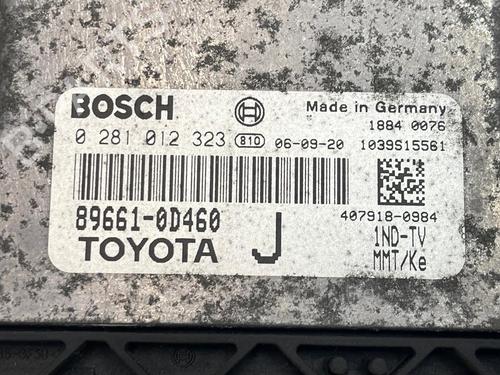 BOSCH
Made in Germany
1884 0076
0 281 012 323 810 06-09-20 1039S15561
89661-0D460
407918-0984
TOYOTA J 1ND-TV
MMT/Ke